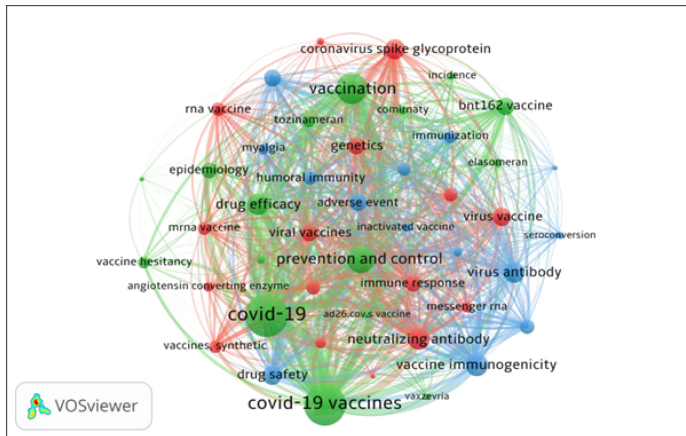 coronavirus spike glycoprotein
incidence
vaccination
bnt162 vaccine
rna vaccine
comirnaty
tozinameran
immunization
myalgia
genetics
elasomeran
epidemiology
humoral immunity
drug efficacy
adverse event
virus vaccine
mrna vaccine
viral vaccines
inactivated vaccine
seroconversion
vaccine hesitancy
prevention and control
virus antibody
angiotensin converting enzyme
immune response
messenger rna
covid-19
ad26.cov.s vaccine
vaccines, synthetic
neutralizing antibody
drug safety
vaccine immunogenicity
covid-19 vaccines
vaxzevria
VOSviewer